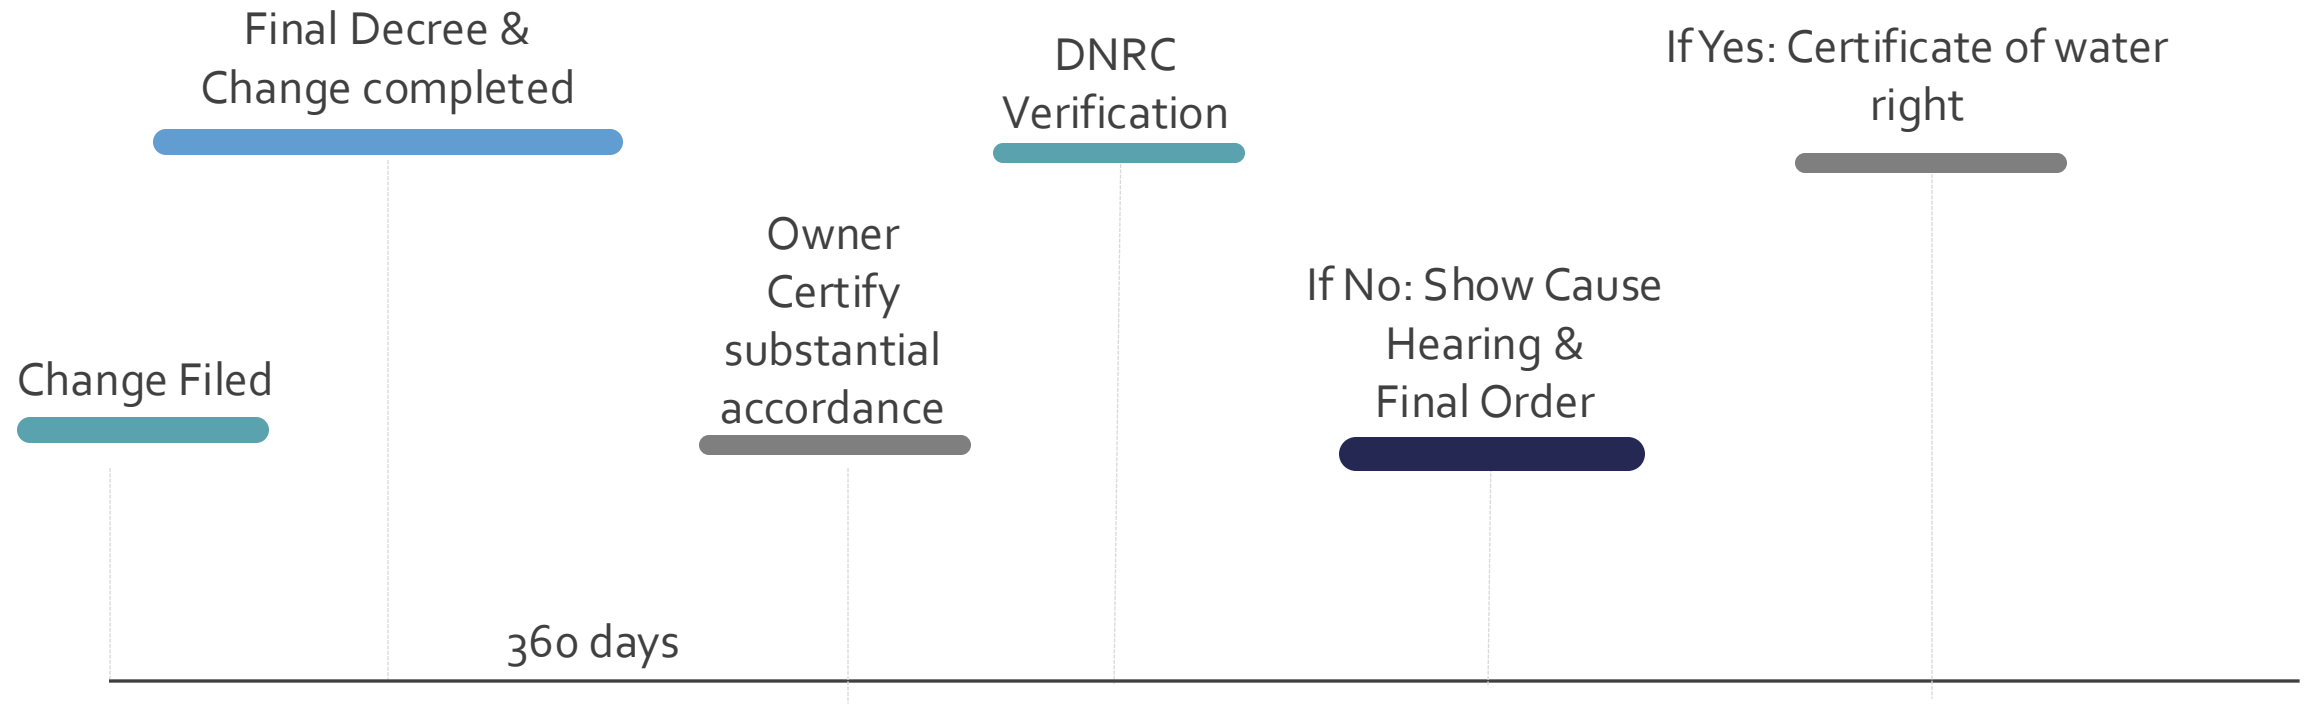 Final Decree &
Change completed
DNRC
Verification
If Yes: Certificate of water
right
Owner
Certify
substantial
accordance
If No: Show Cause
Hearing &
Final Order
Change Filed
360 days